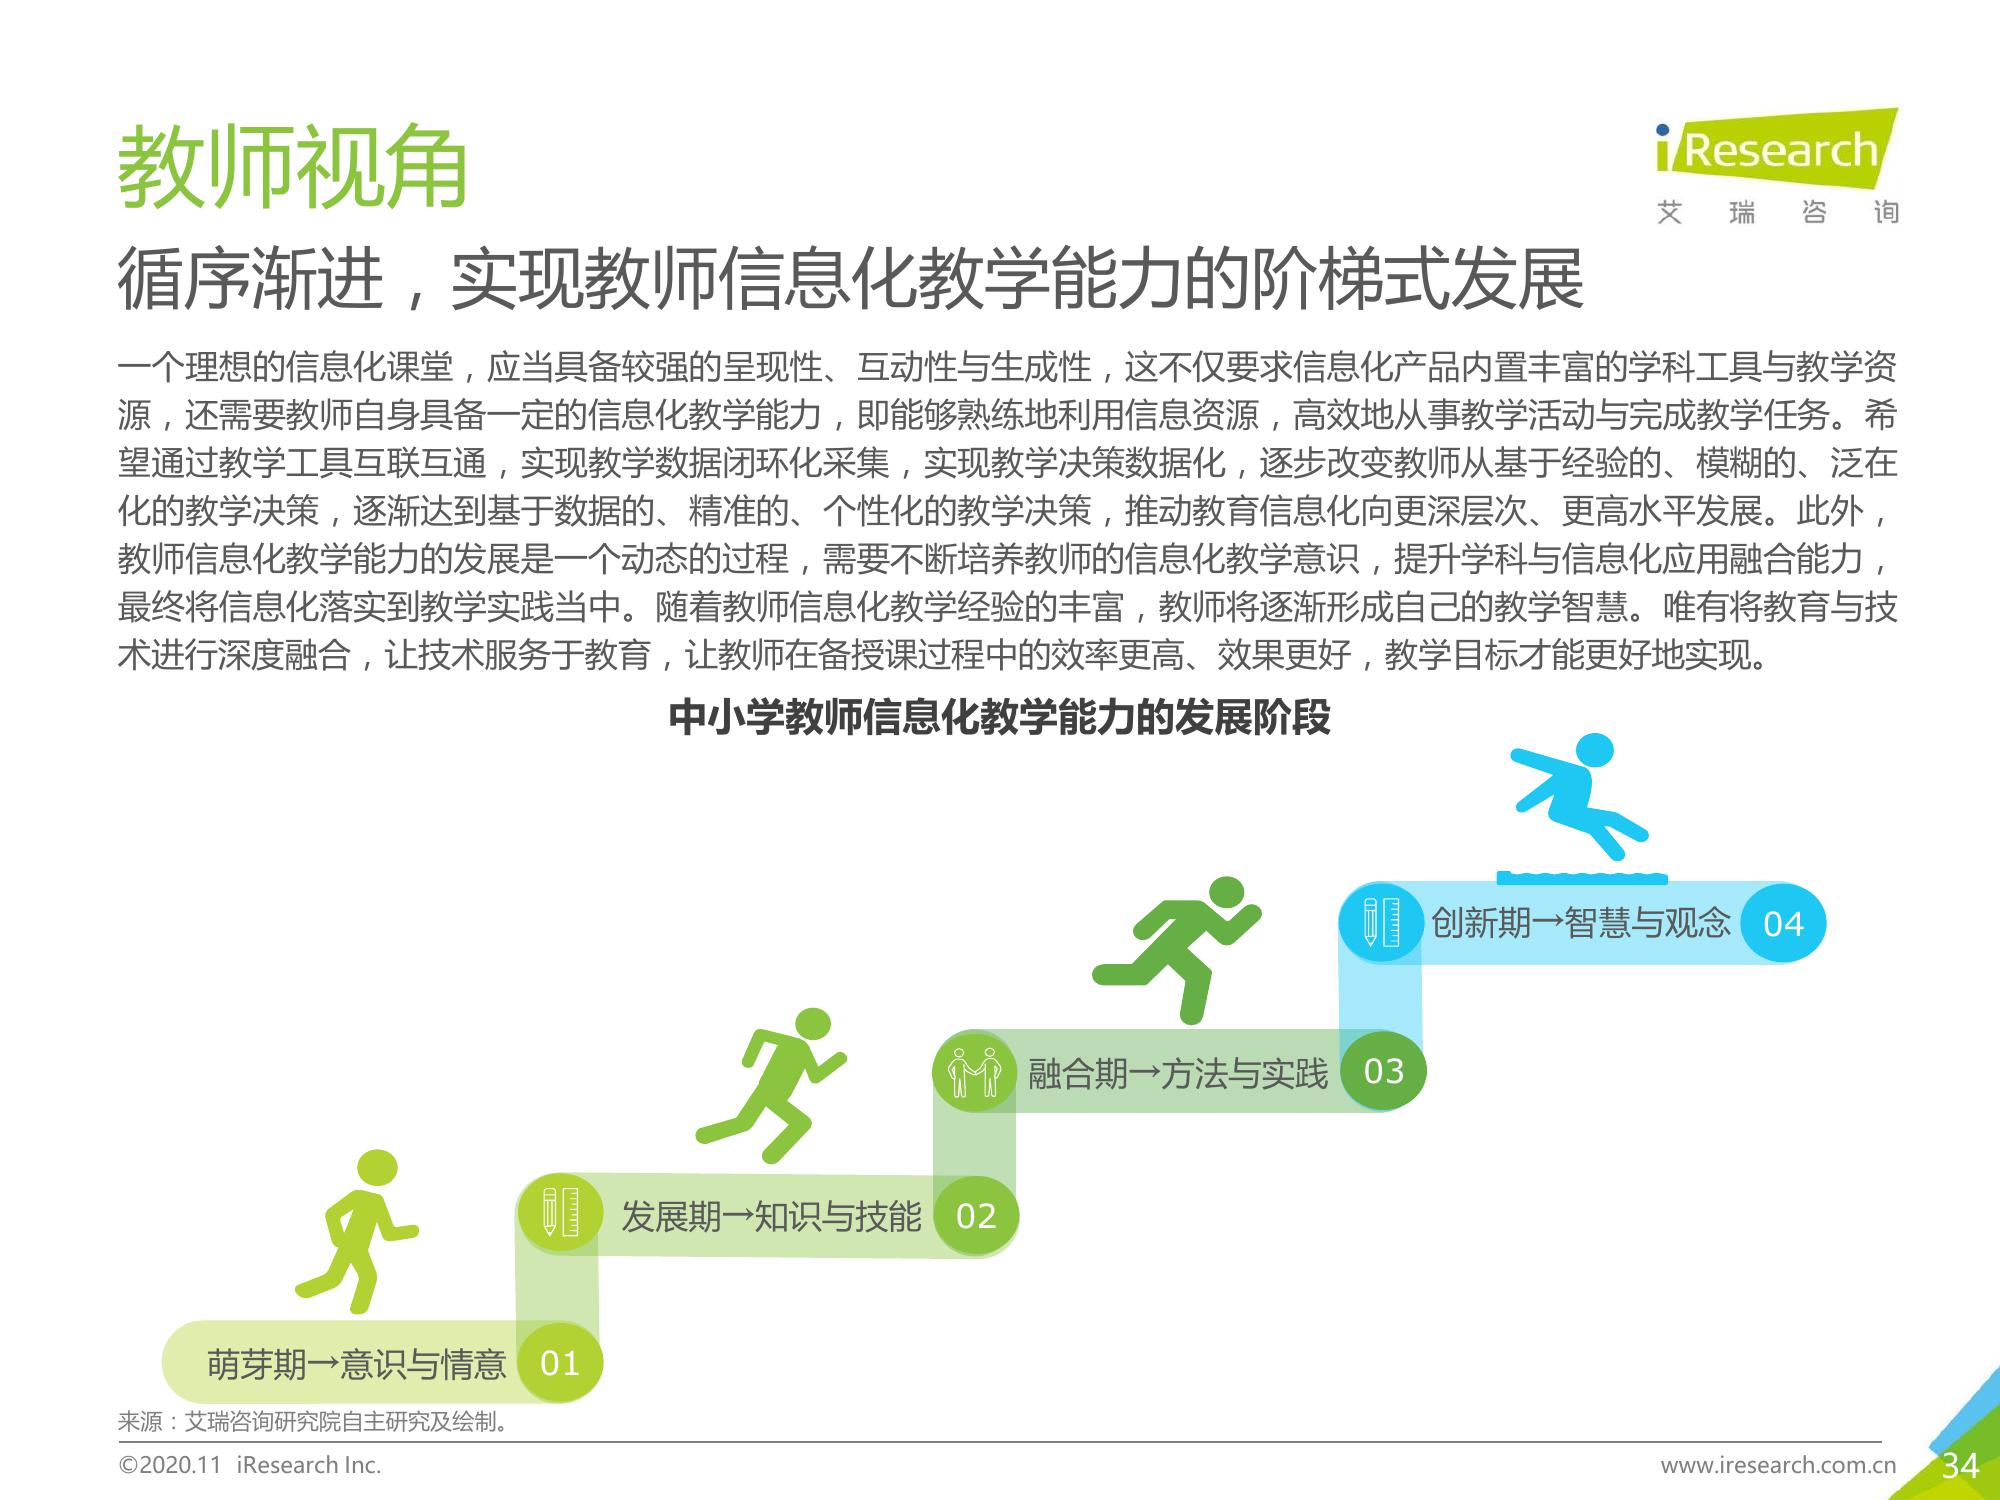 教师视角
iResearch
艾瑞咨询
循序渐进，实现教师信息化教学能力的阶梯式发展
一个理想的信息化课堂，应当具备较强的呈现性、互动性与生成性，这不仅要求信息化产品内置丰富的学科工具与教学资
源，还需要教师自身具备一定的信息化教学能力，即能够熟练地利用信息资源，高效地从事教学活动与完成教学任务。希
望通过教学工具互联互通，实现教学数据闭环化采集，实现教学决策数据化，逐步改变教师从基于经验的、模糊的、泛在
化的教学决策，逐渐达到基于数据的、精准的、个性化的教学决策，推动教育信息化向更深层次、更高水平发展。此外，
教师信息化教学能力的发展是一个动态的过程，需要不断培养教师的信息化教学意识，提升学科与信息化应用融合能力，
最终将信息化落实到教学实践当中。随着教师信息化教学经验的丰富，教师将逐渐形成自己的教学智慧。唯有将教育与技
术进行深度融合，让技术服务于教育，让教师在备授课过程中的效率更高、效果更好，教学目标才能更好地实现。
中小学教师信息化教学能力的发展阶段
创新期→智慧与观念 04
融合期→方法与实践 03
发展期→知识与技能 02
萌芽期→意识与情意 01
来源：艾瑞咨询研究院自主研究及绘制。
©2020.11 iResearch Inc.
www.iresearch.com.cn
34